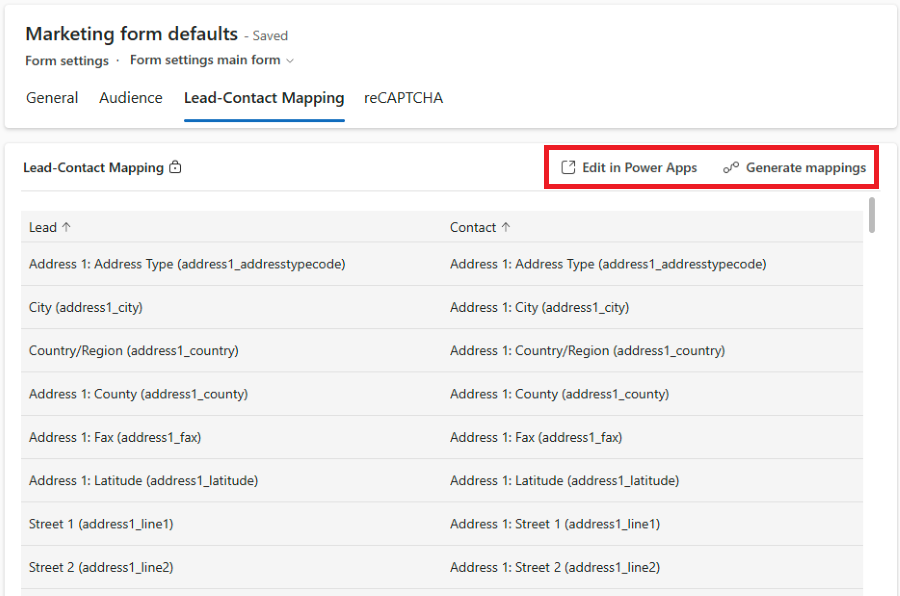 Marketing form defaults - Saved
Form settings · Form settings main form
General Audience Lead-Contact Mapping reCAPTCHA
Lead-Contact Mapping Edit in Power Apps Generate mappings
Lead ↑ Contact ↑
Address 1: Address Type (address1_addresstypecode) Address 1: Address Type (address1_addresstypecode)
City (address1_city) Address 1: City (address1_city)
Country/Region (address1_country) Address 1: Country/Region (address1_country)
Address 1: County (address1_county) Address 1: County (address1_county)
Address 1: Fax (address1_fax) Address 1: Fax (address1_fax)
Address 1: Latitude (address1_latitude) Address 1: Latitude (address1_latitude)
Street 1 (address1_line1) Address 1: Street 1 (address1_line1)
Street 2 (address1_line2) Address 1: Street 2 (address1_line2)